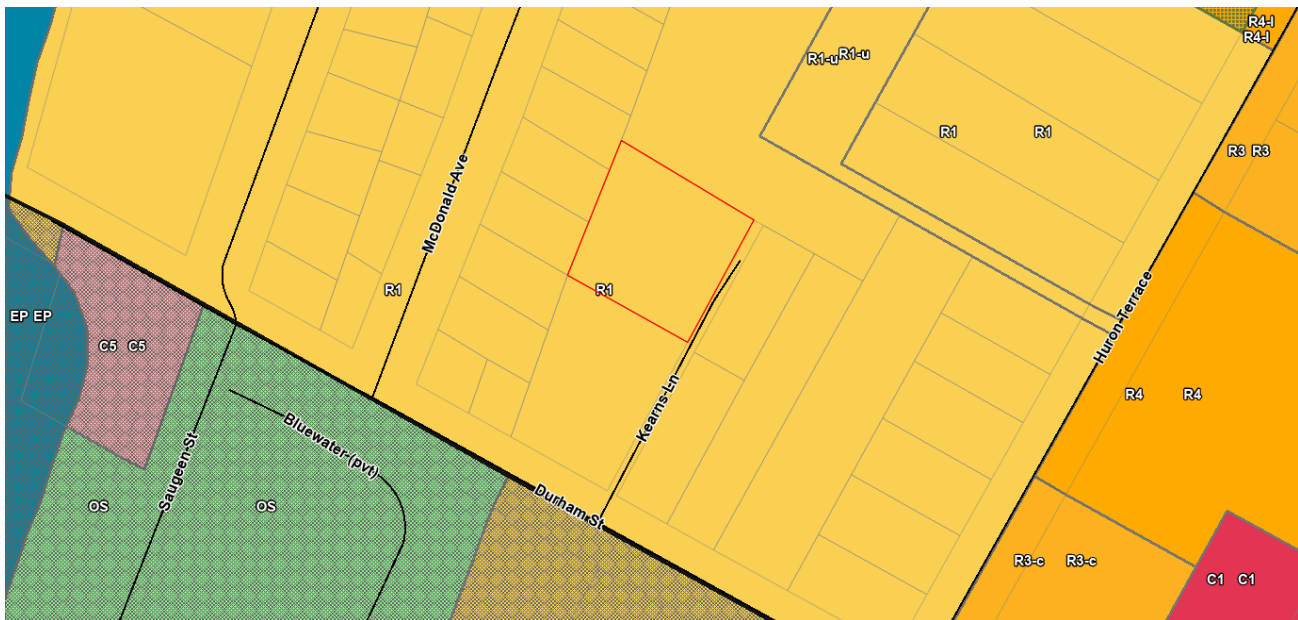 R4-l
R4-l
R1-u R1-u
R1 R1
R3 R3
McDonald Ave
R1
R1
Huron Terrace
EP EP
C5 C5
R4 R4
Kearns Ln
Bluewater (pvt)
Saugeen St
OS
OS
Durham St
R3-c R3-c
C1 C1